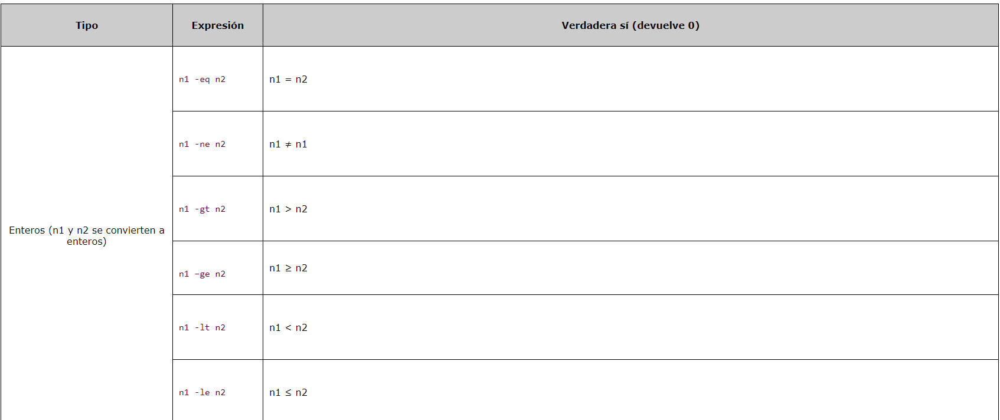 Tipo
Expresión
Verdadera sí (devuelve 0)
Enteros (n1 y n2 se convierten a
enteros)
n1 -eq n2
n1 = n2
n1 -ne n2
n1 ≠ n1
n1 -gt n2
n1 > n2
n1 –ge n2
n1 ≥ n2
n1 -lt n2
n1 < n2
n1 -le n2
n1 ≤ n2